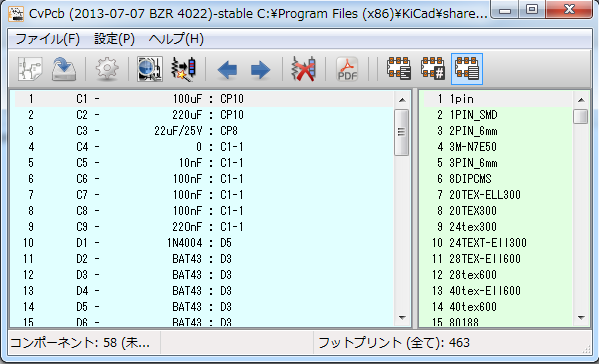 CvPcb (2013-07-07 BZR 4022)-stable C:¥Program Files (x86)¥KiCad¥share...
ファイル(F) 設定(P) ヘルプ(H)
PDF
1 C1 - 100uF : CP10
2 C2 - 220uF : CP10
3 C3 - 22uF/25V : CP8
4 C4 - 0 : C1-1
5 C5 - 10nF : C1-1
6 C6 - 100nF : C1-1
7 C7 - 100nF : C1-1
8 C8 - 100nF : C1-1
9 C9 - 220nF : C1-1
10 D1 - 1N4004 : D5
11 D2 - BAT43 : D3
12 D3 - BAT43 : D3
13 D4 - BAT43 : D3
14 D5 - BAT43 : D3
15 D6 - BAT43 : D3
1 1pin
2 1PIN_SMD
3 2PIN_6mm
4 3M-N7E50
5 3PIN_6mm
6 8DIPCMS
7 20TEX-ELL300
8 20TEX300
9 24tex300
10 24TEXT-Ell300
11 28TEX-Ell600
12 28tex600
13 40tex-Ell600
14 40tex600
15 80188
コンポーネント: 58 (未...
フットプリント (全て): 463